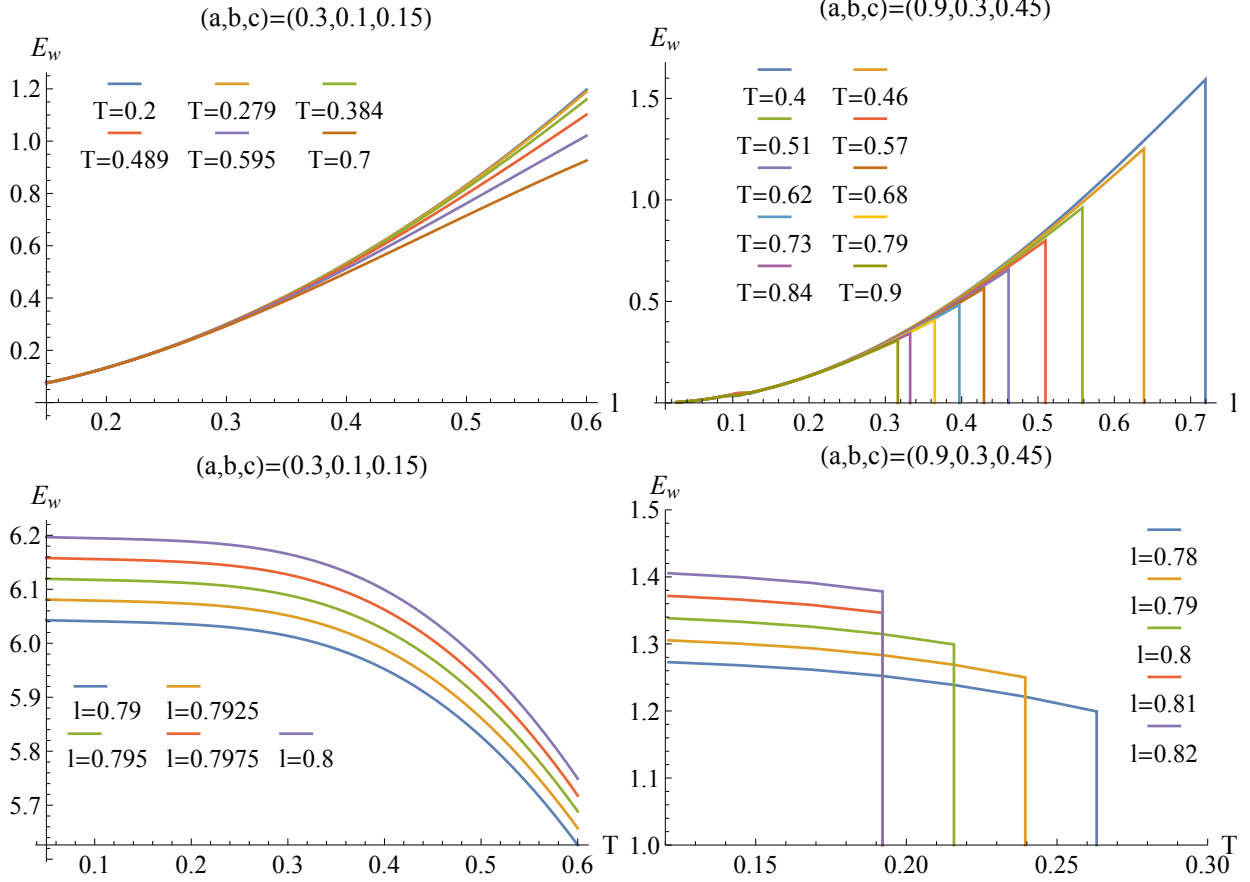 (a,b,c)=(0.3,0.1,0.15)
E_w
1.2
1.0
0.8
0.6
0.4
0.2
T=0.2 T=0.279 T=0.384
T=0.489 T=0.595 T=0.7
0.2 0.3 0.4 0.5 0.6
l
(a,b,c)=(0.9,0.3,0.45)
E_w
1.5
1.0
0.5
T=0.4 T=0.46
T=0.51 T=0.57
T=0.62 T=0.68
T=0.73 T=0.79
T=0.84 T=0.9
0.1 0.2 0.3 0.4 0.5 0.6 0.7
l
(a,b,c)=(0.3,0.1,0.15)
E_w
6.2
6.1
6.0
5.9
5.8
5.7
l=0.79 l=0.7925
l=0.795 l=0.7975 l=0.8
0.1 0.2 0.3 0.4 0.5 0.6
T
(a,b,c)=(0.9,0.3,0.45)
E_w
1.5
1.4
1.3
1.2
1.1
1.0
l=0.78
l=0.79
l=0.8
l=0.81
l=0.82
0.15 0.20 0.25 0.30
T